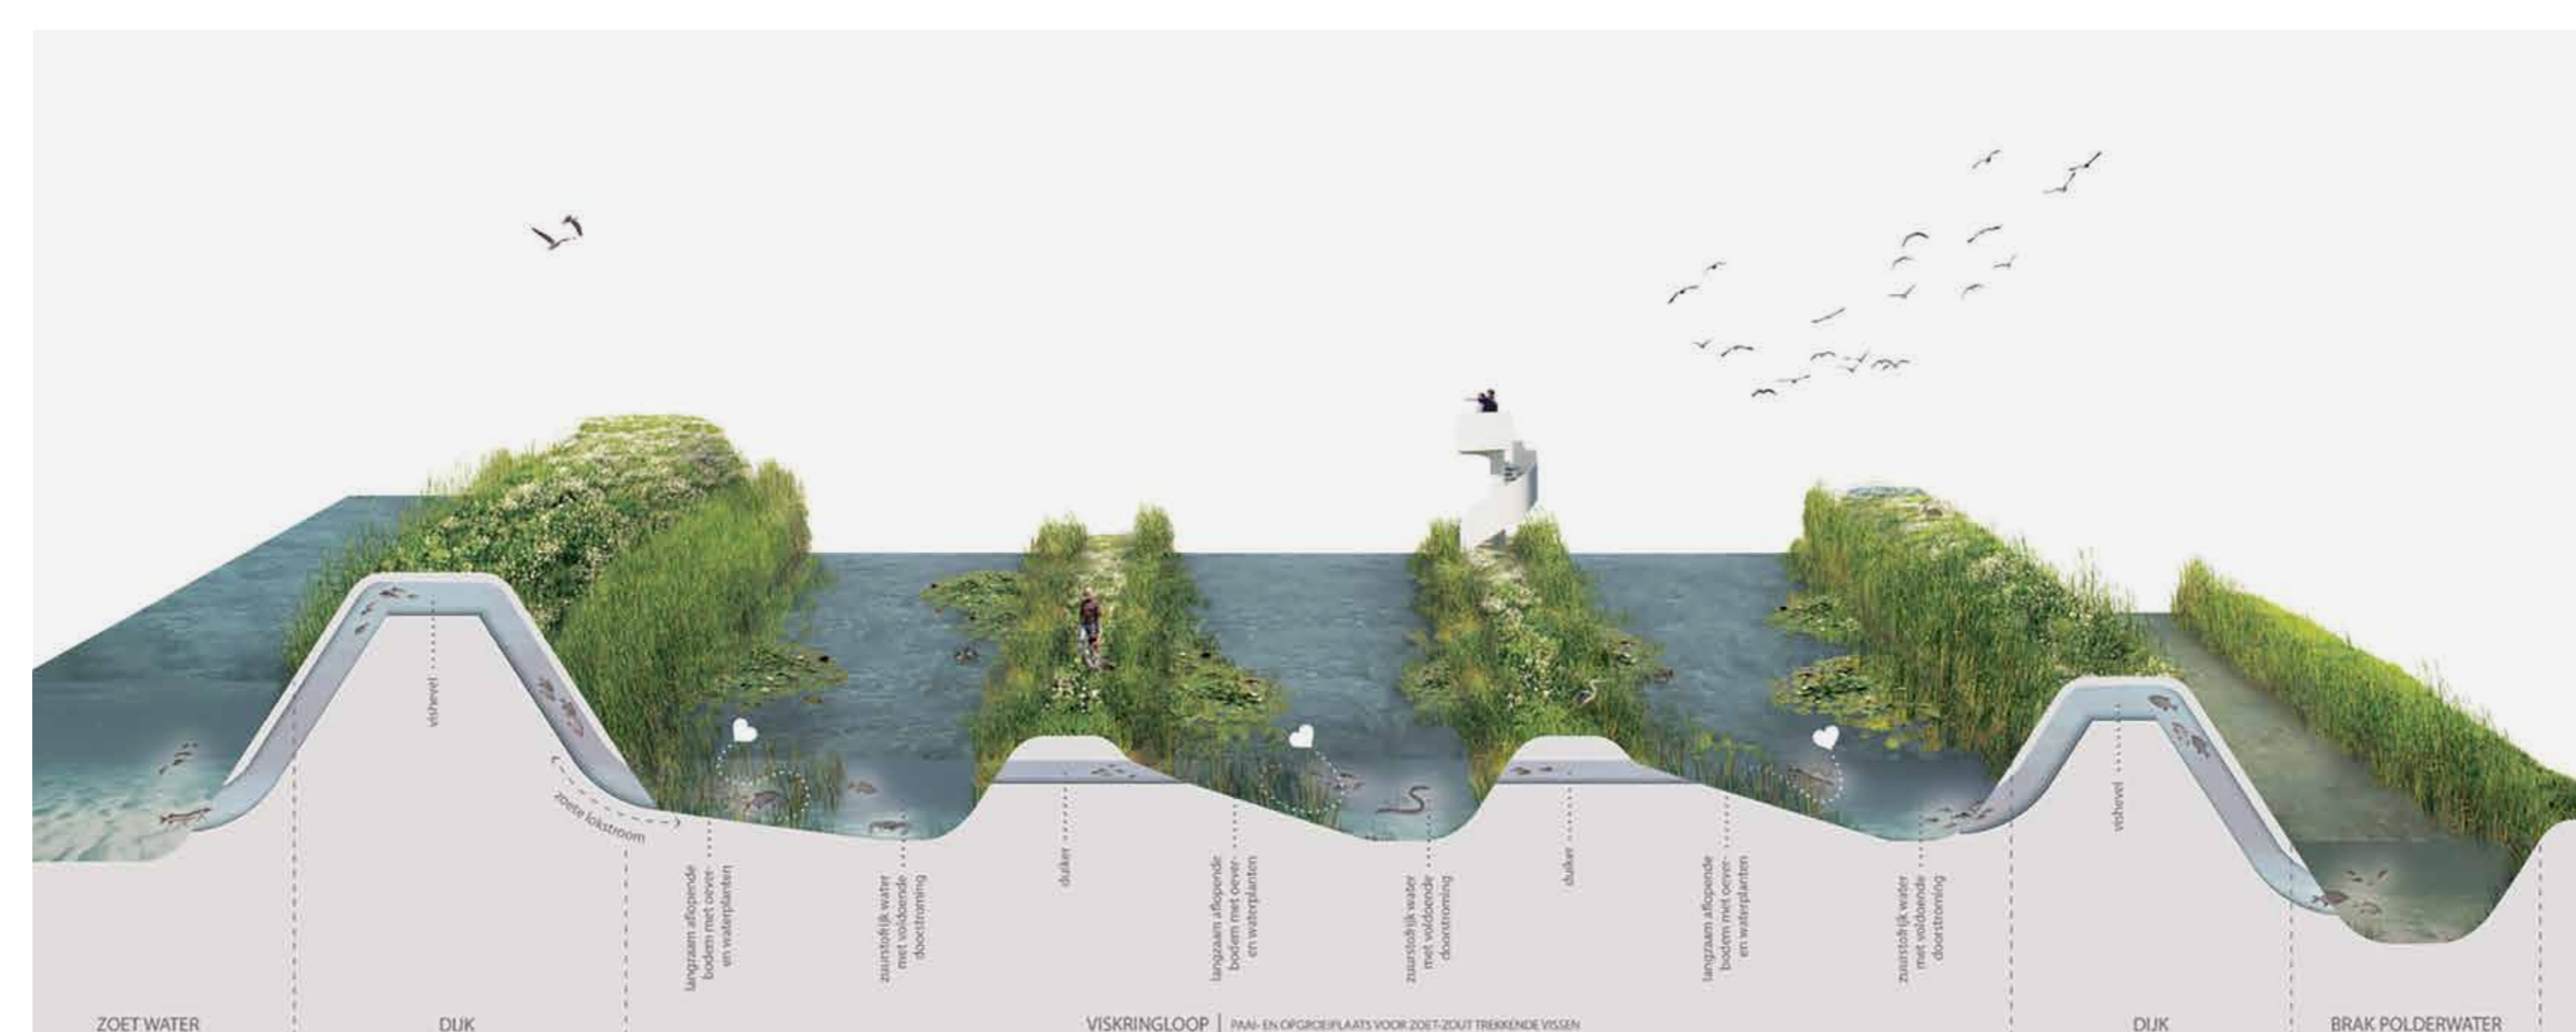 vishevel
zoete lokstroom
langzaam aflopende
bodem met oever-
en waterplanten
zuurstofrijk water
met voldoende
doorstroming
duiker
langzaam aflopende
bodem met oever-
en waterplanten
zuurstofrijk water
met voldoende
doorstroming
duiker
langzaam aflopende
bodem met oever-
en waterplanten
zuurstofrijk water
met voldoende
doorstroming
vishevel
ZOET WATER
DIJK
VISKRINGLOOP | PAAI- EN OPGROEIPLAATS VOOR ZOET-ZOUT TREKKENDE VISSEN
DIJK
BRAK POLDERWATER